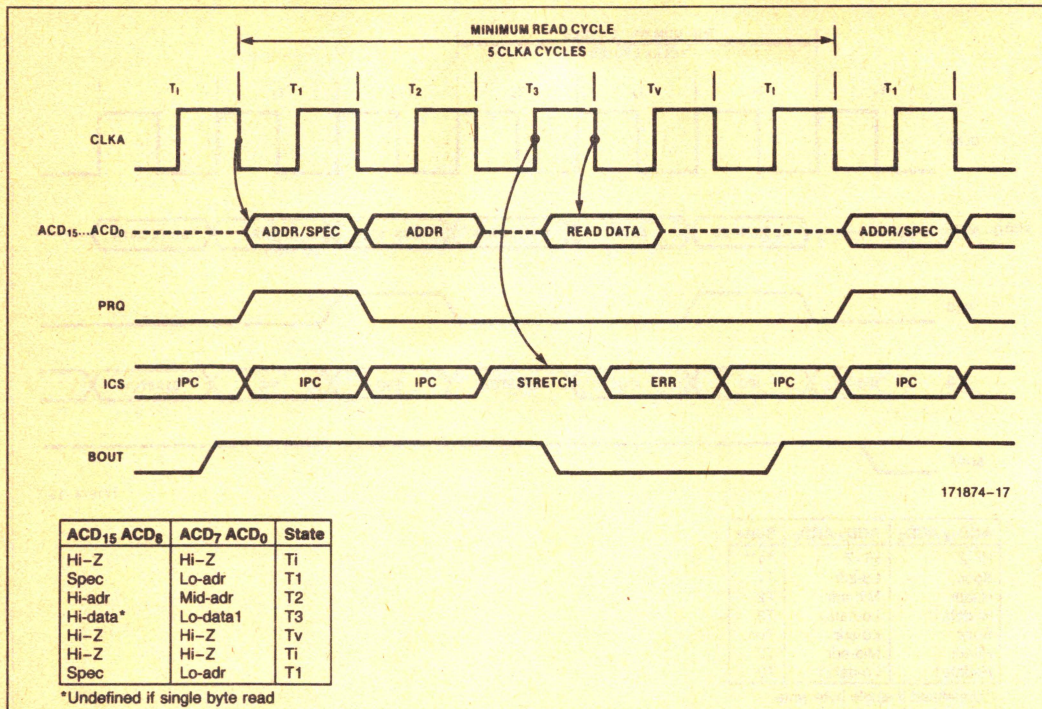 MINIMUM READ CYCLE
5 CLKA CYCLES
Ti T1 T2 T3 Tv Ti T1
CLKA
ACD15...ACD0 ADDR/SPEC ADDR READ DATA ADDR/SPEC
PRQ
ICS IPC IPC IPC STRETCH ERR IPC IPC
BOUT
171874–17
ACD15 ACD8 ACD7 ACD0 State
Hi–Z Hi–Z Ti
Spec Lo-adr T1
Hi-adr Mid-adr T2
Hi-data* Lo-data1 T3
Hi–Z Hi–Z Tv
Hi–Z Hi–Z Ti
Spec Lo-adr T1
*Undefined if single byte read